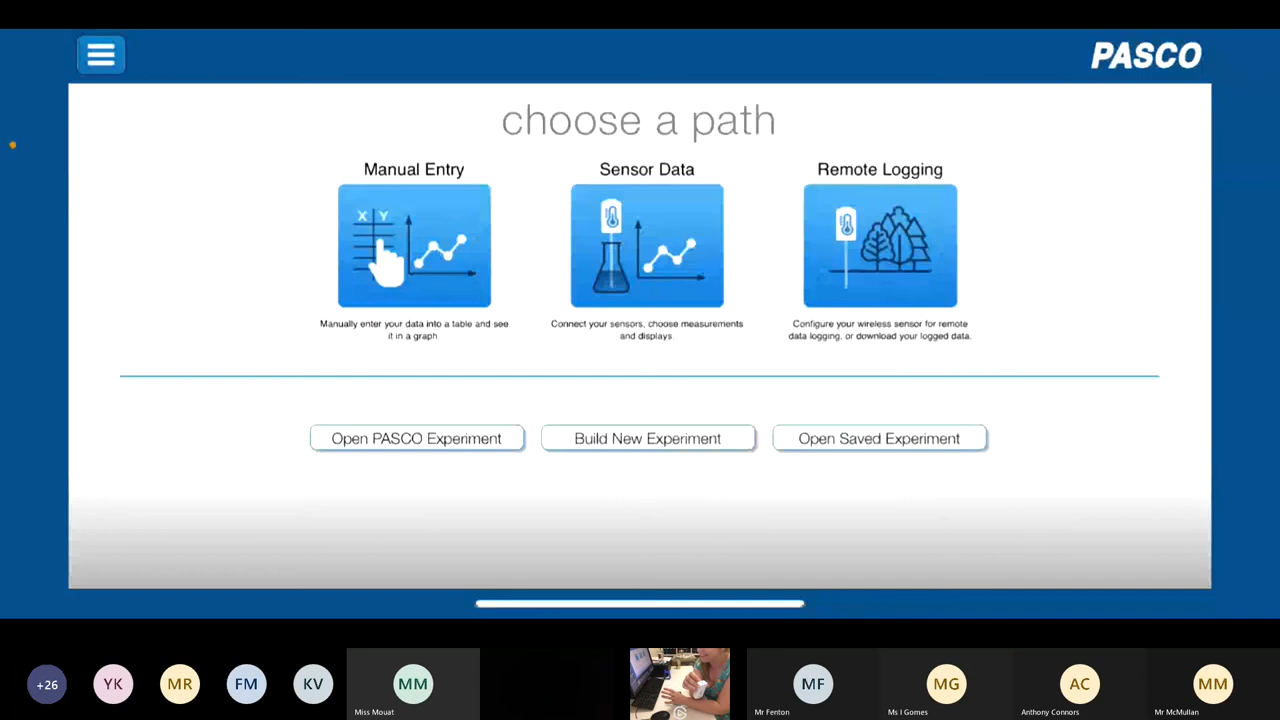 PASCO
choose a path
Manual Entry
Sensor Data
Remote Logging
X Y
Manually enter your data into a table and see
it in a graph.
Connect your sensors, choose measurements
and displays.
Configure your wireless sensor for remote
data logging, or download your logged data.
Open PASCO Experiment
Build New Experiment
Open Saved Experiment
+26
YK
MR
FM
KV
MM
Miss Mouat
MF
Mr Fenton
MG
Ms I Gomes
AC
Anthony Connors
MM
Mr McMullan